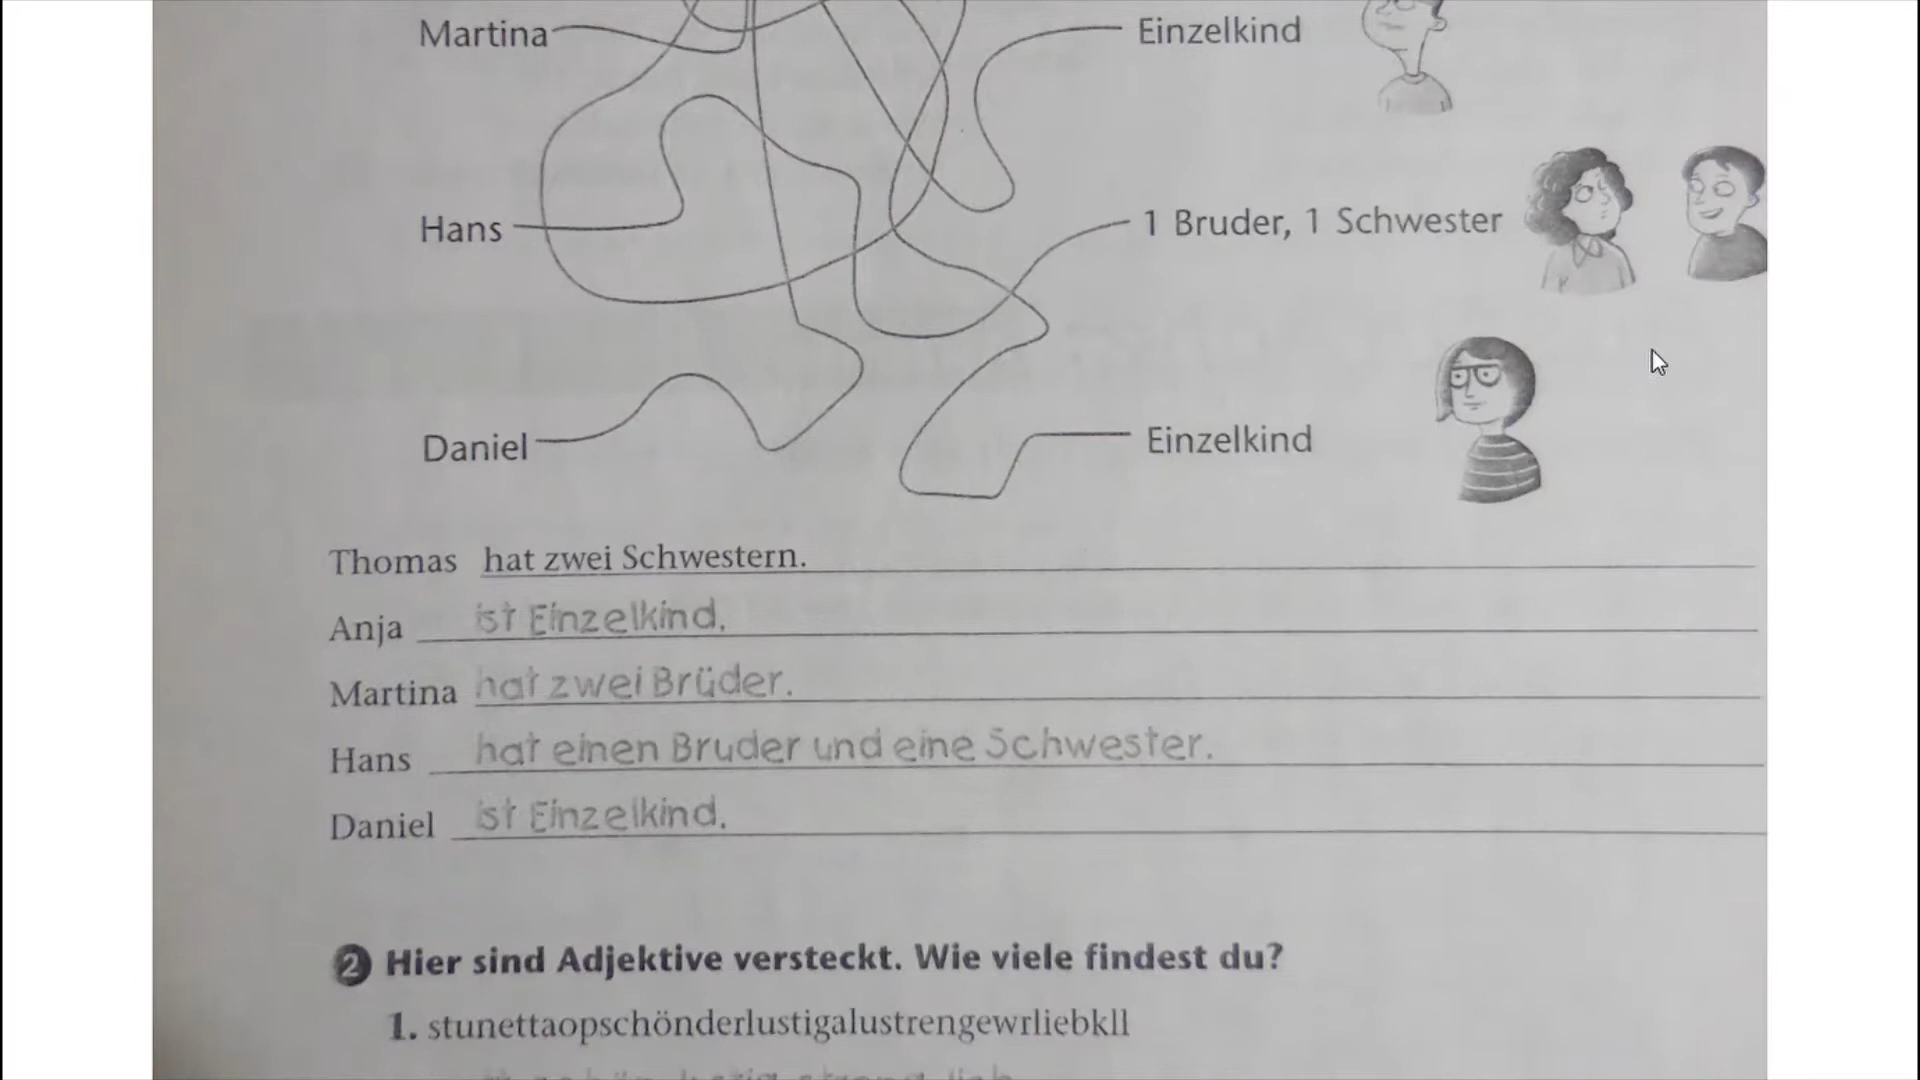 Martina
Einzelkind
Hans
1 Bruder, 1 Schwester
Daniel
Einzelkind
Thomas hat zwei Schwestern.
Anja ist Einzelkind.
Martina hat zwei Brüder.
Hans hat einen Bruder und eine Schwester.
Daniel ist Einzelkind.
2 Hier sind Adjektive versteckt. Wie viele findest du?
1. stunettaopschönderlustigalustrengewrliebkll